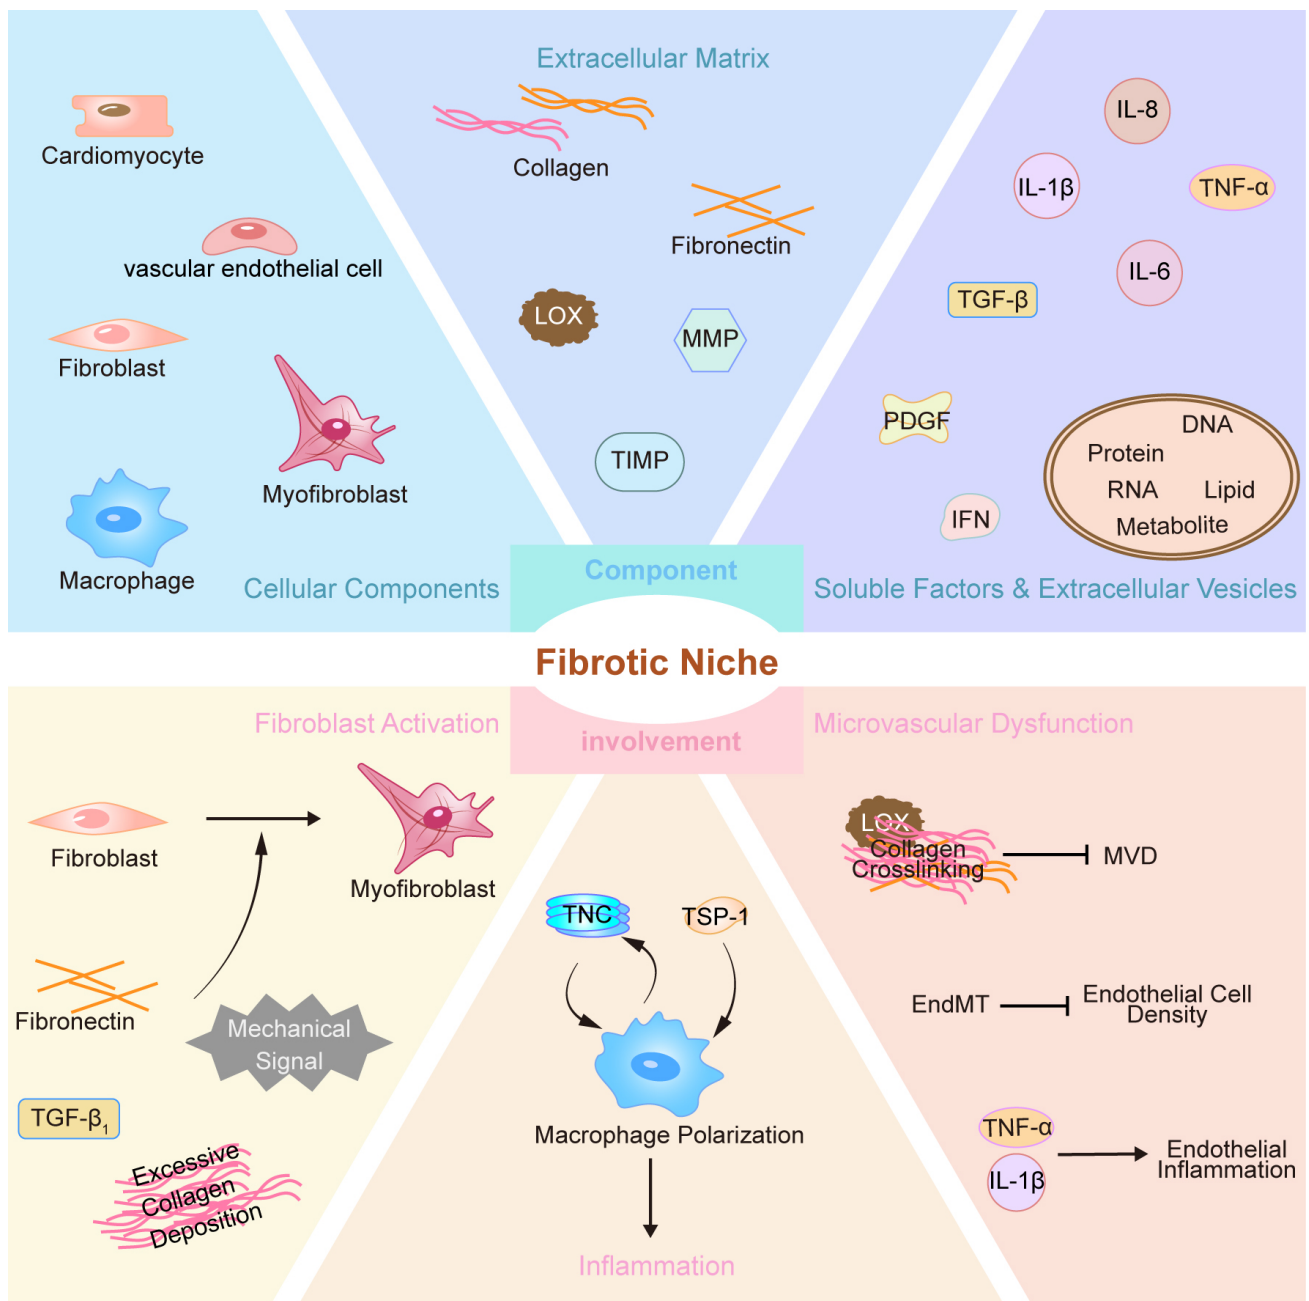 Cardiomyocyte
vascular endothelial cell
Fibroblast
Myofibroblast
Macrophage
Cellular Components
Extracellular Matrix
Collagen
Fibronectin
LOX
MMP
TIMP
Component
IL-8
IL-1β
TNF-α
IL-6
TGF-β
PDGF
IFN
DNA
Protein
RNA
Lipid
Metabolite
Soluble Factors & Extracellular Vesicles
Fibrotic Niche
involvement
Fibroblast Activation
Fibroblast
Myofibroblast
Fibronectin
Mechanical
Signal
TGF-β₁
Excessive
Collagen
Deposition
TNC
TSP-1
Macrophage Polarization
Inflammation
Microvascular Dysfunction
LOX
Collagen
Crosslinking
MVD
EndMT
Endothelial Cell
Density
TNF-α
IL-1β
Endothelial
Inflammation